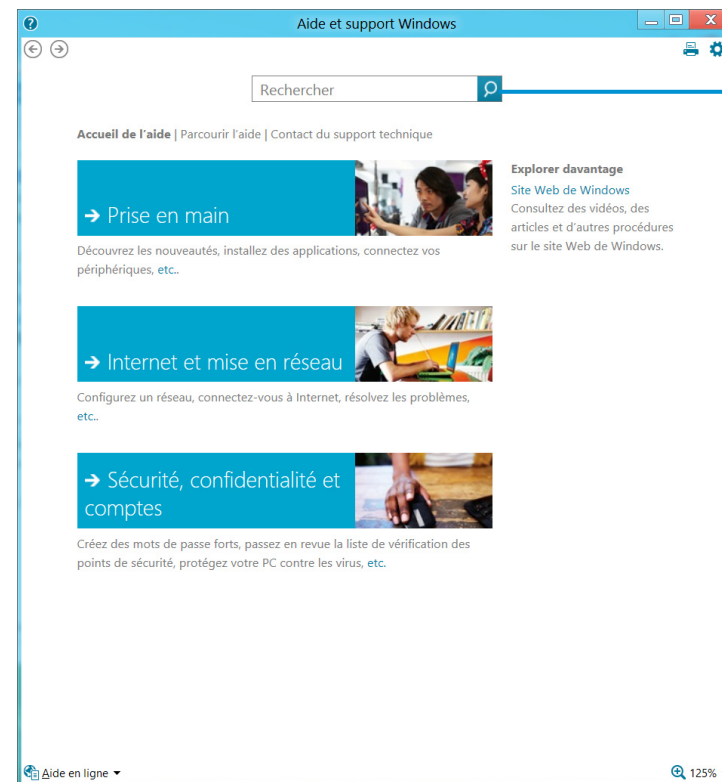 Aide et support Windows
Rechercher
Accueil de l'aide | Parcourir l'aide | Contact du support technique
→ Prise en main
Découvrez les nouveautés, installez des applications, connectez vos
périphériques, etc..
→ Internet et mise en réseau
Configurez un réseau, connectez-vous à Internet, résolvez les problèmes,
etc..
→ Sécurité, confidentialité et
comptes
Créez des mots de passe forts, passez en revue la liste de vérification des
points de sécurité, protégez votre PC contre les virus, etc.
Explorer davantage
Site Web de Windows
Consultez des vidéos, des
articles et d'autres procédures
sur le site Web de Windows.
Aide en ligne
125%